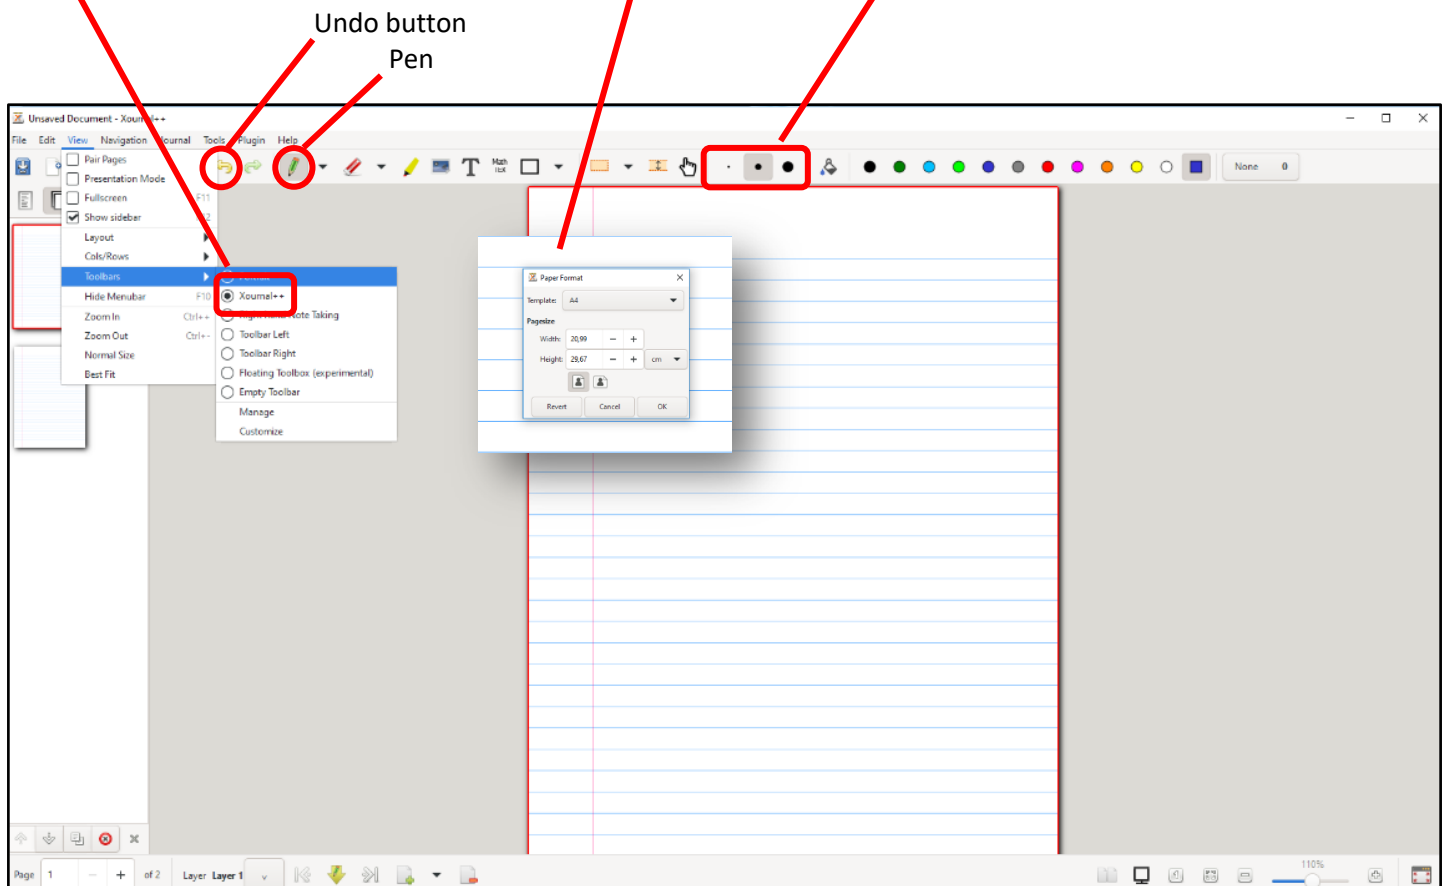 Undo button
Pen
Unsaved Document - Xournal++
File Edit View Navigation Journal Tools Plugin Help
Pair Pages
Presentation Mode
Fullscreen F11
Show sidebar
Layout
Cols/Rows
Toolbars
Hide Menubar F10
Zoom In Ctrl++
Zoom Out Ctrl+-
Normal Size
Best Fit
Xournal++
Note Taking
Toolbar Left
Toolbar Right
Floating Toolbox (experimental)
Empty Toolbar
Manage
Customize
T
Math
TEX
None 0
Paper Format
Template: A4
Pagesize
Width: 20,99 − +
Height: 29,67 − + cm
Revert Cancel OK
Page 1 − + of 2 Layer Layer 1
110%